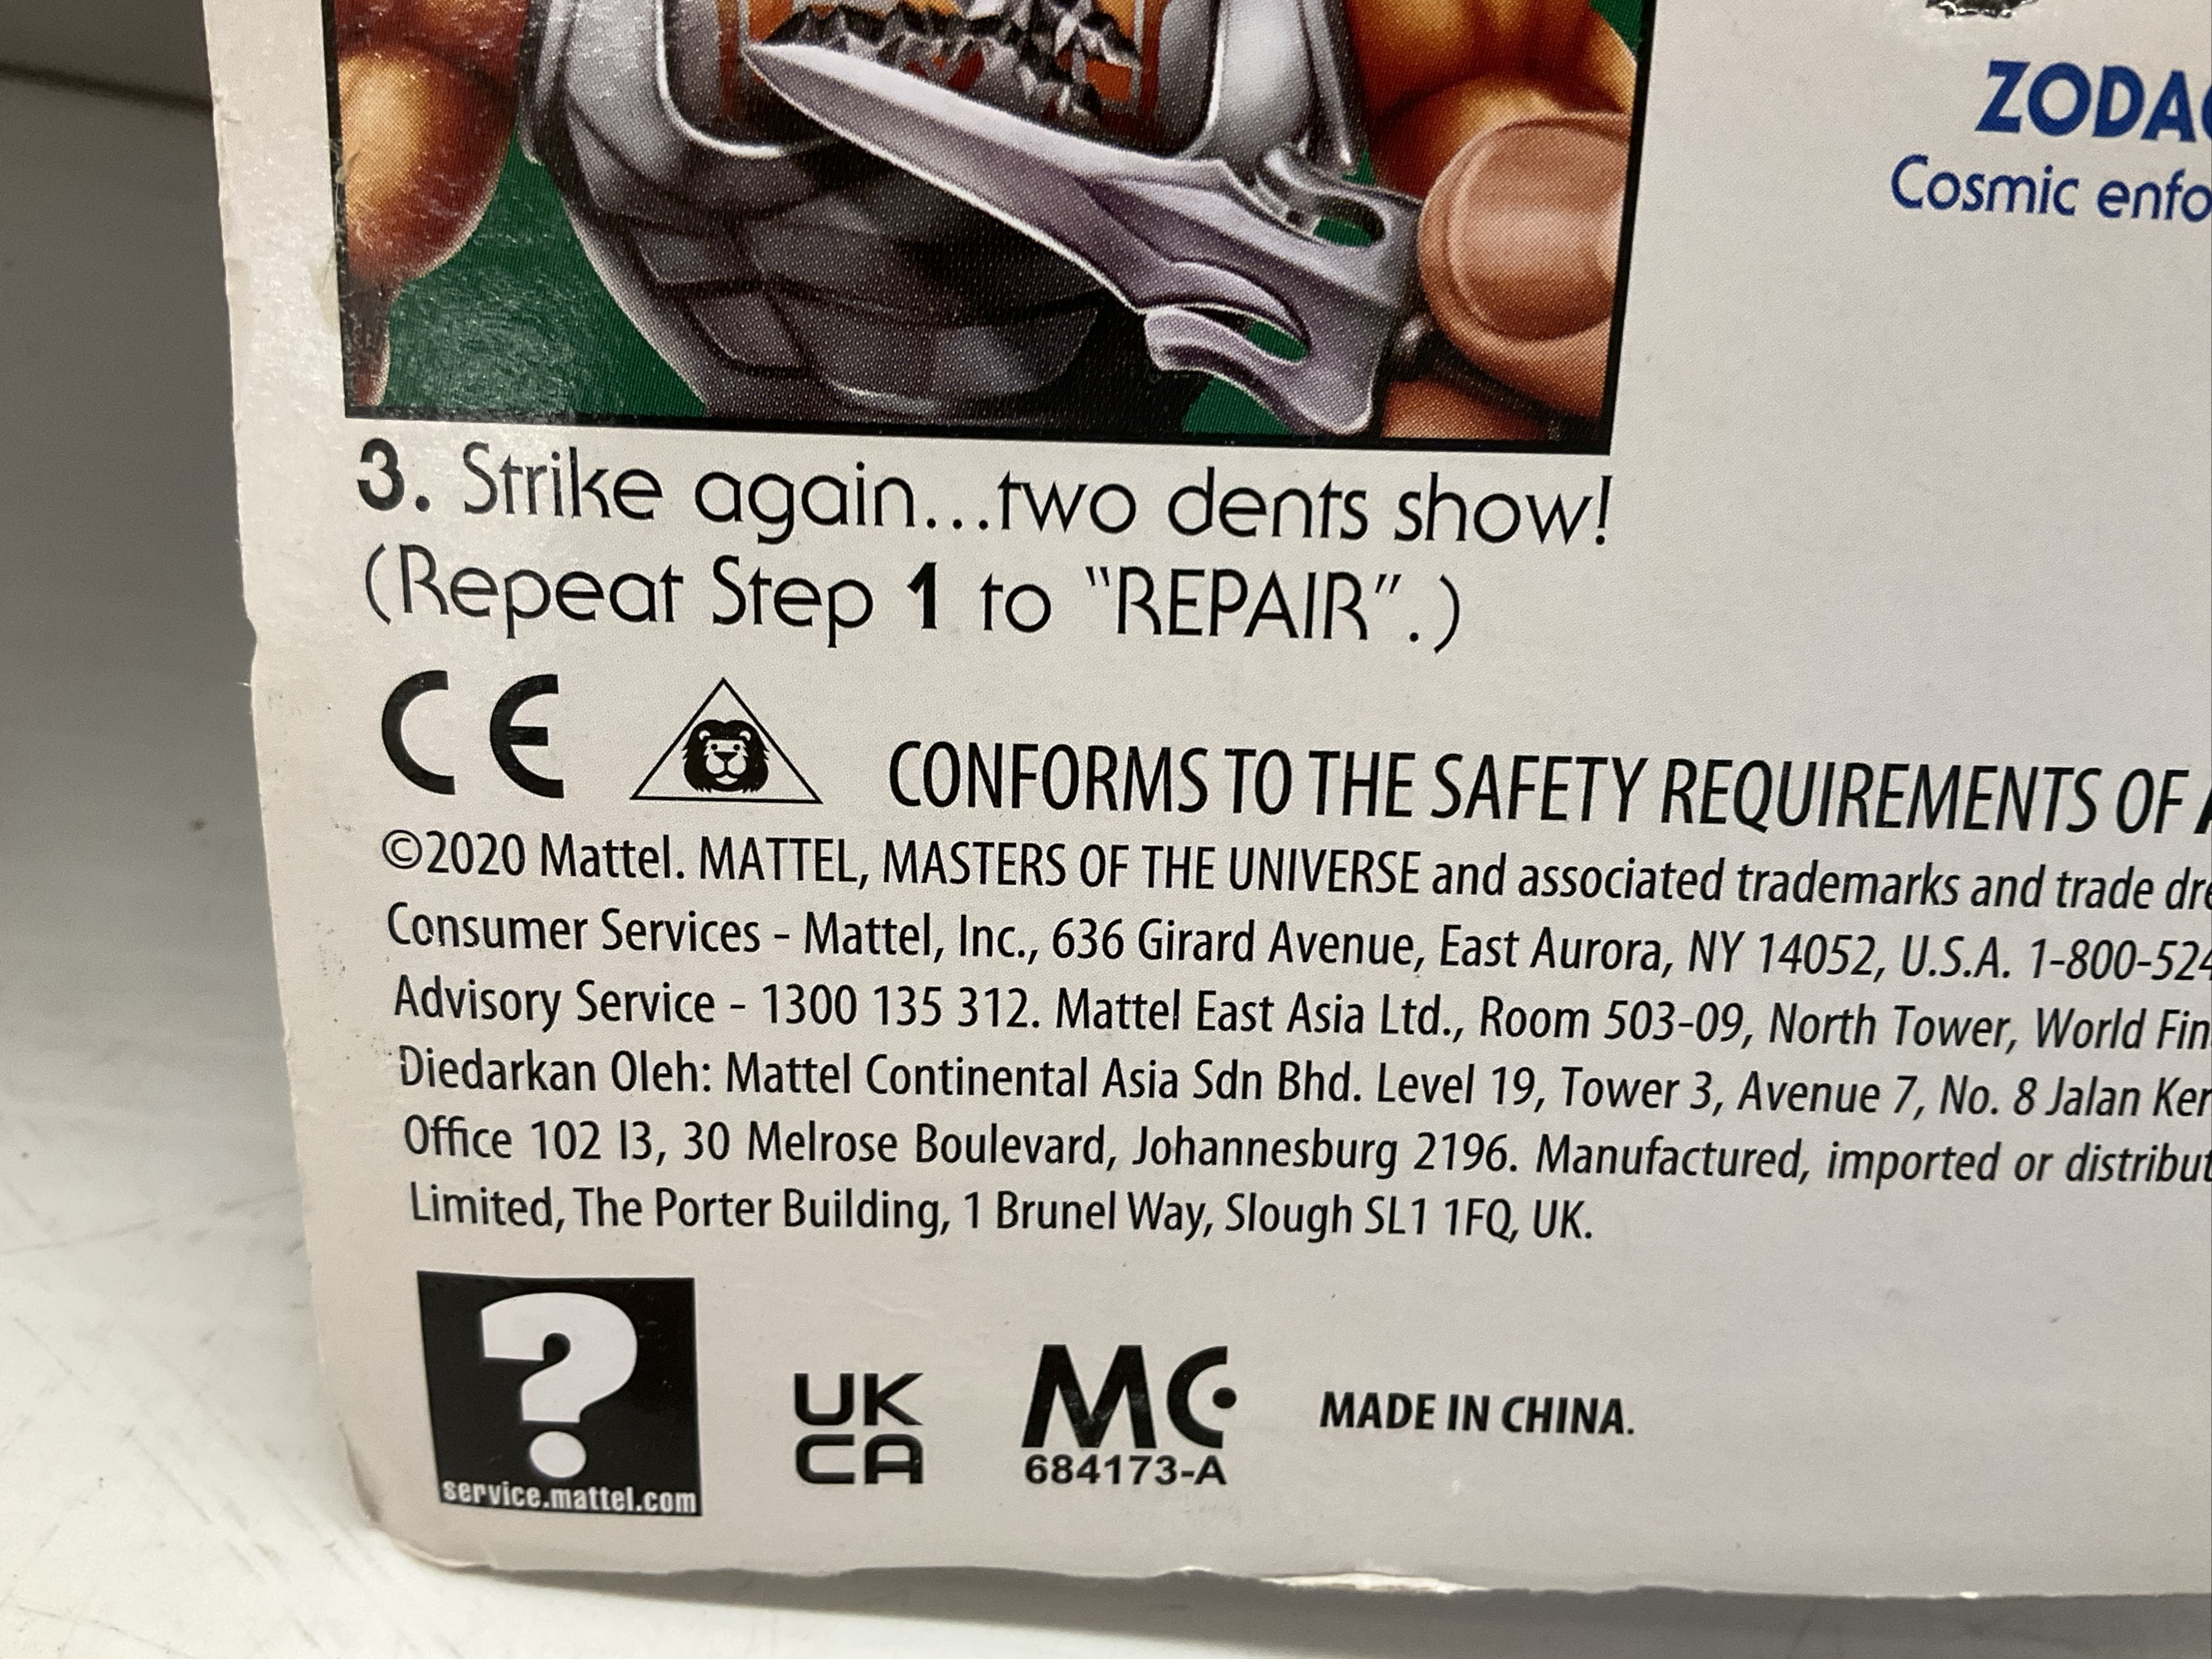 ZODA
Cosmic enfo
3. Strike again...two dents show!
(Repeat Step 1 to "REPAIR".)
CE
CONFORMS TO THE SAFETY REQUIREMENTS OF
©2020 Mattel. MATTEL, MASTERS OF THE UNIVERSE and associated trademarks and trade dre
Consumer Services - Mattel, Inc., 636 Girard Avenue, East Aurora, NY 14052, U.S.A. 1-800-524
Advisory Service - 1300 135 312. Mattel East Asia Ltd., Room 503-09, North Tower, World Fin
Diedarkan Oleh: Mattel Continental Asia Sdn Bhd. Level 19, Tower 3, Avenue 7, No. 8 Jalan Ker
Office 102 I3, 30 Melrose Boulevard, Johannesburg 2196. Manufactured, imported or distribut
Limited, The Porter Building, 1 Brunel Way, Slough SL1 1FQ, UK.
?
service.mattel.com
UK
CA
MC
684173-A
MADE IN CHINA.